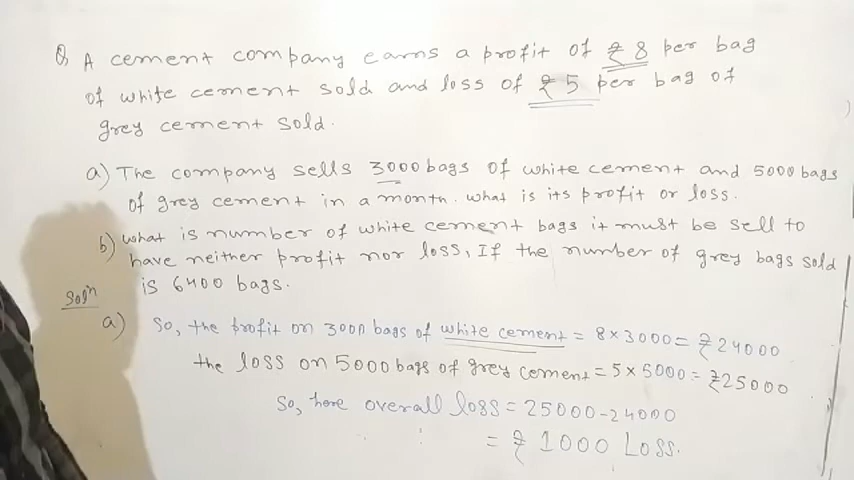 Q, A cement company earns a profit of ₹ 8 per bag
of white cement sold and loss of ₹ 5 per bag of
grey cement sold.
a) The company sells 3000 bags of white cement and 5000 bags
of grey cement in a month. what is its profit or loss.
b) what is number of white cement bags it must be sell to
have neither profit nor loss, If the number of grey bags sold
is 6400 bags.
Solⁿ
a) So, the profit on 3000 bags of white cement = 8 × 3000 = ₹ 24000
the loss on 5000 bags of grey cement = 5 × 5000 = ₹25000
So, here overall loss = 25000 - 24000
= ₹ 1000 Loss.